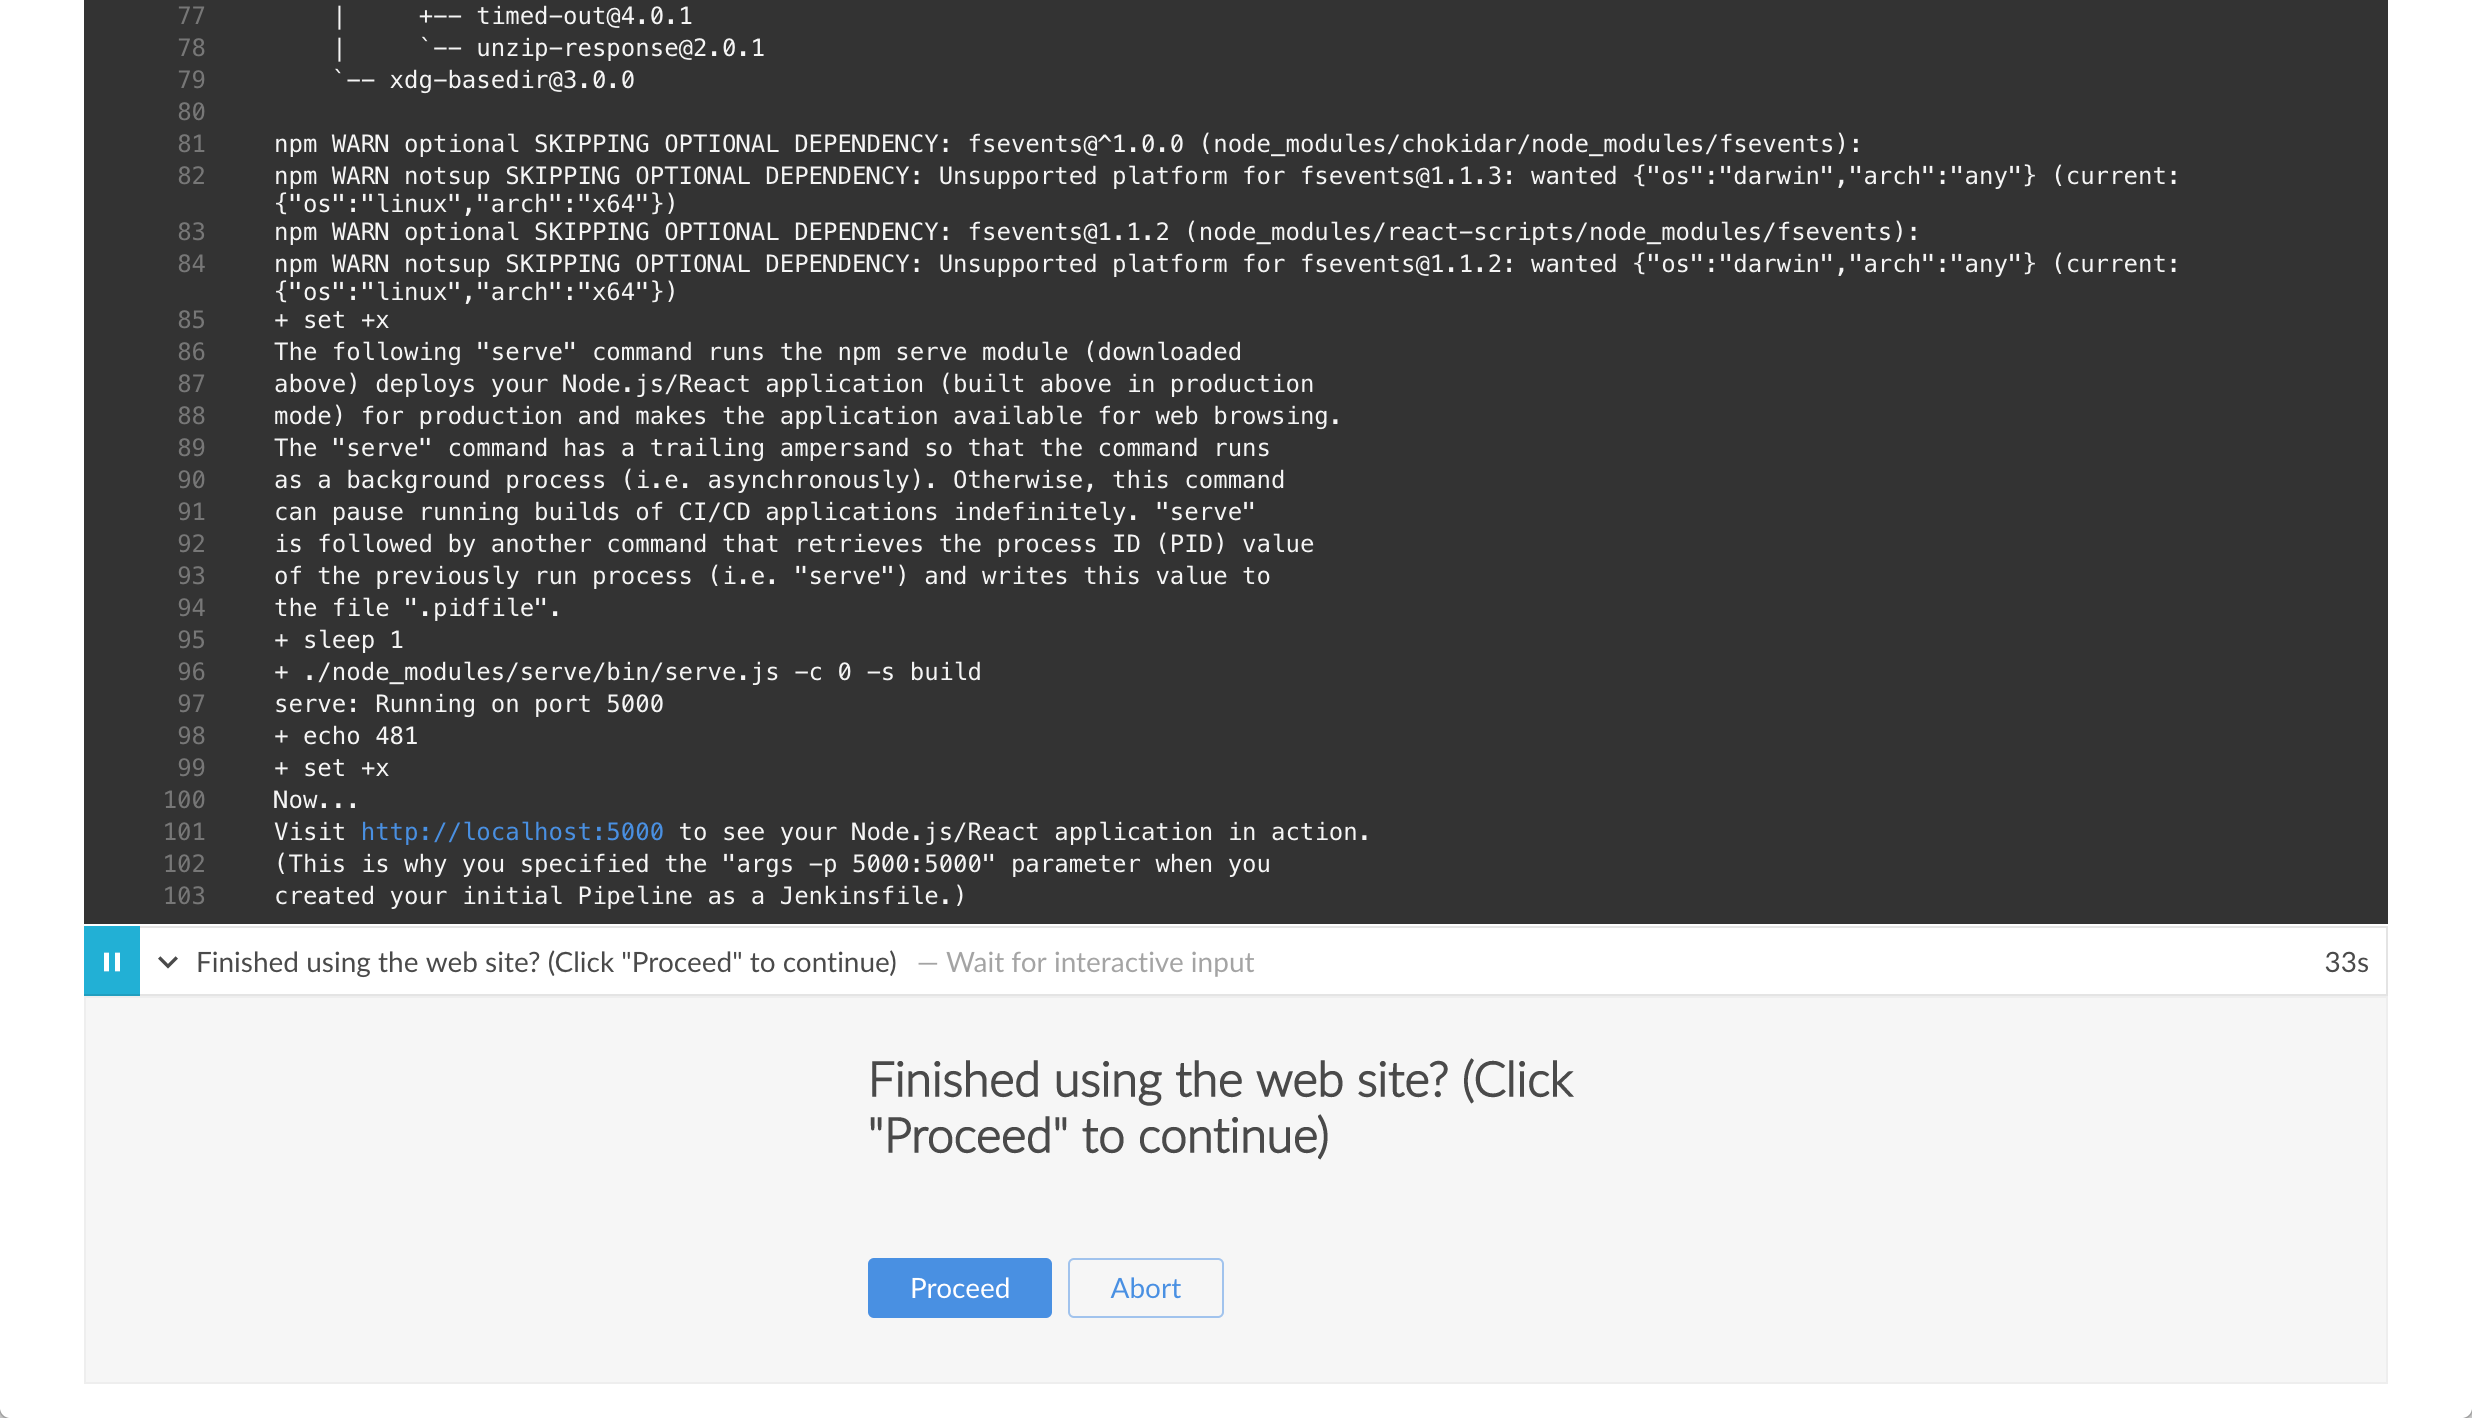 77 | +-- timed-out@4.0.1
78 | `-- unzip-response@2.0.1
79 `-- xdg-basedir@3.0.0
80
81 npm WARN optional SKIPPING OPTIONAL DEPENDENCY: fsevents@^1.0.0 (node_modules/chokidar/node_modules/fsevents):
82 npm WARN notsup SKIPPING OPTIONAL DEPENDENCY: Unsupported platform for fsevents@1.1.3: wanted {"os":"darwin","arch":"any"} (current:
{"os":"linux","arch":"x64"})
83 npm WARN optional SKIPPING OPTIONAL DEPENDENCY: fsevents@1.1.2 (node_modules/react-scripts/node_modules/fsevents):
84 npm WARN notsup SKIPPING OPTIONAL DEPENDENCY: Unsupported platform for fsevents@1.1.2: wanted {"os":"darwin","arch":"any"} (current:
{"os":"linux","arch":"x64"})
85 + set +x
86 The following "serve" command runs the npm serve module (downloaded
87 above) deploys your Node.js/React application (built above in production
88 mode) for production and makes the application available for web browsing.
89 The "serve" command has a trailing ampersand so that the command runs
90 as a background process (i.e. asynchronously). Otherwise, this command
91 can pause running builds of CI/CD applications indefinitely. "serve"
92 is followed by another command that retrieves the process ID (PID) value
93 of the previously run process (i.e. "serve") and writes this value to
94 the file ".pidfile".
95 + sleep 1
96 + ./node_modules/serve/bin/serve.js -c 0 -s build
97 serve: Running on port 5000
98 + echo 481
99 + set +x
100 Now...
101 Visit http://localhost:5000 to see your Node.js/React application in action.
102 (This is why you specified the "args -p 5000:5000" parameter when you
103 created your initial Pipeline as a Jenkinsfile.)
Finished using the web site? (Click "Proceed" to continue) — Wait for interactive input 33s
Finished using the web site? (Click
"Proceed" to continue)
Proceed Abort